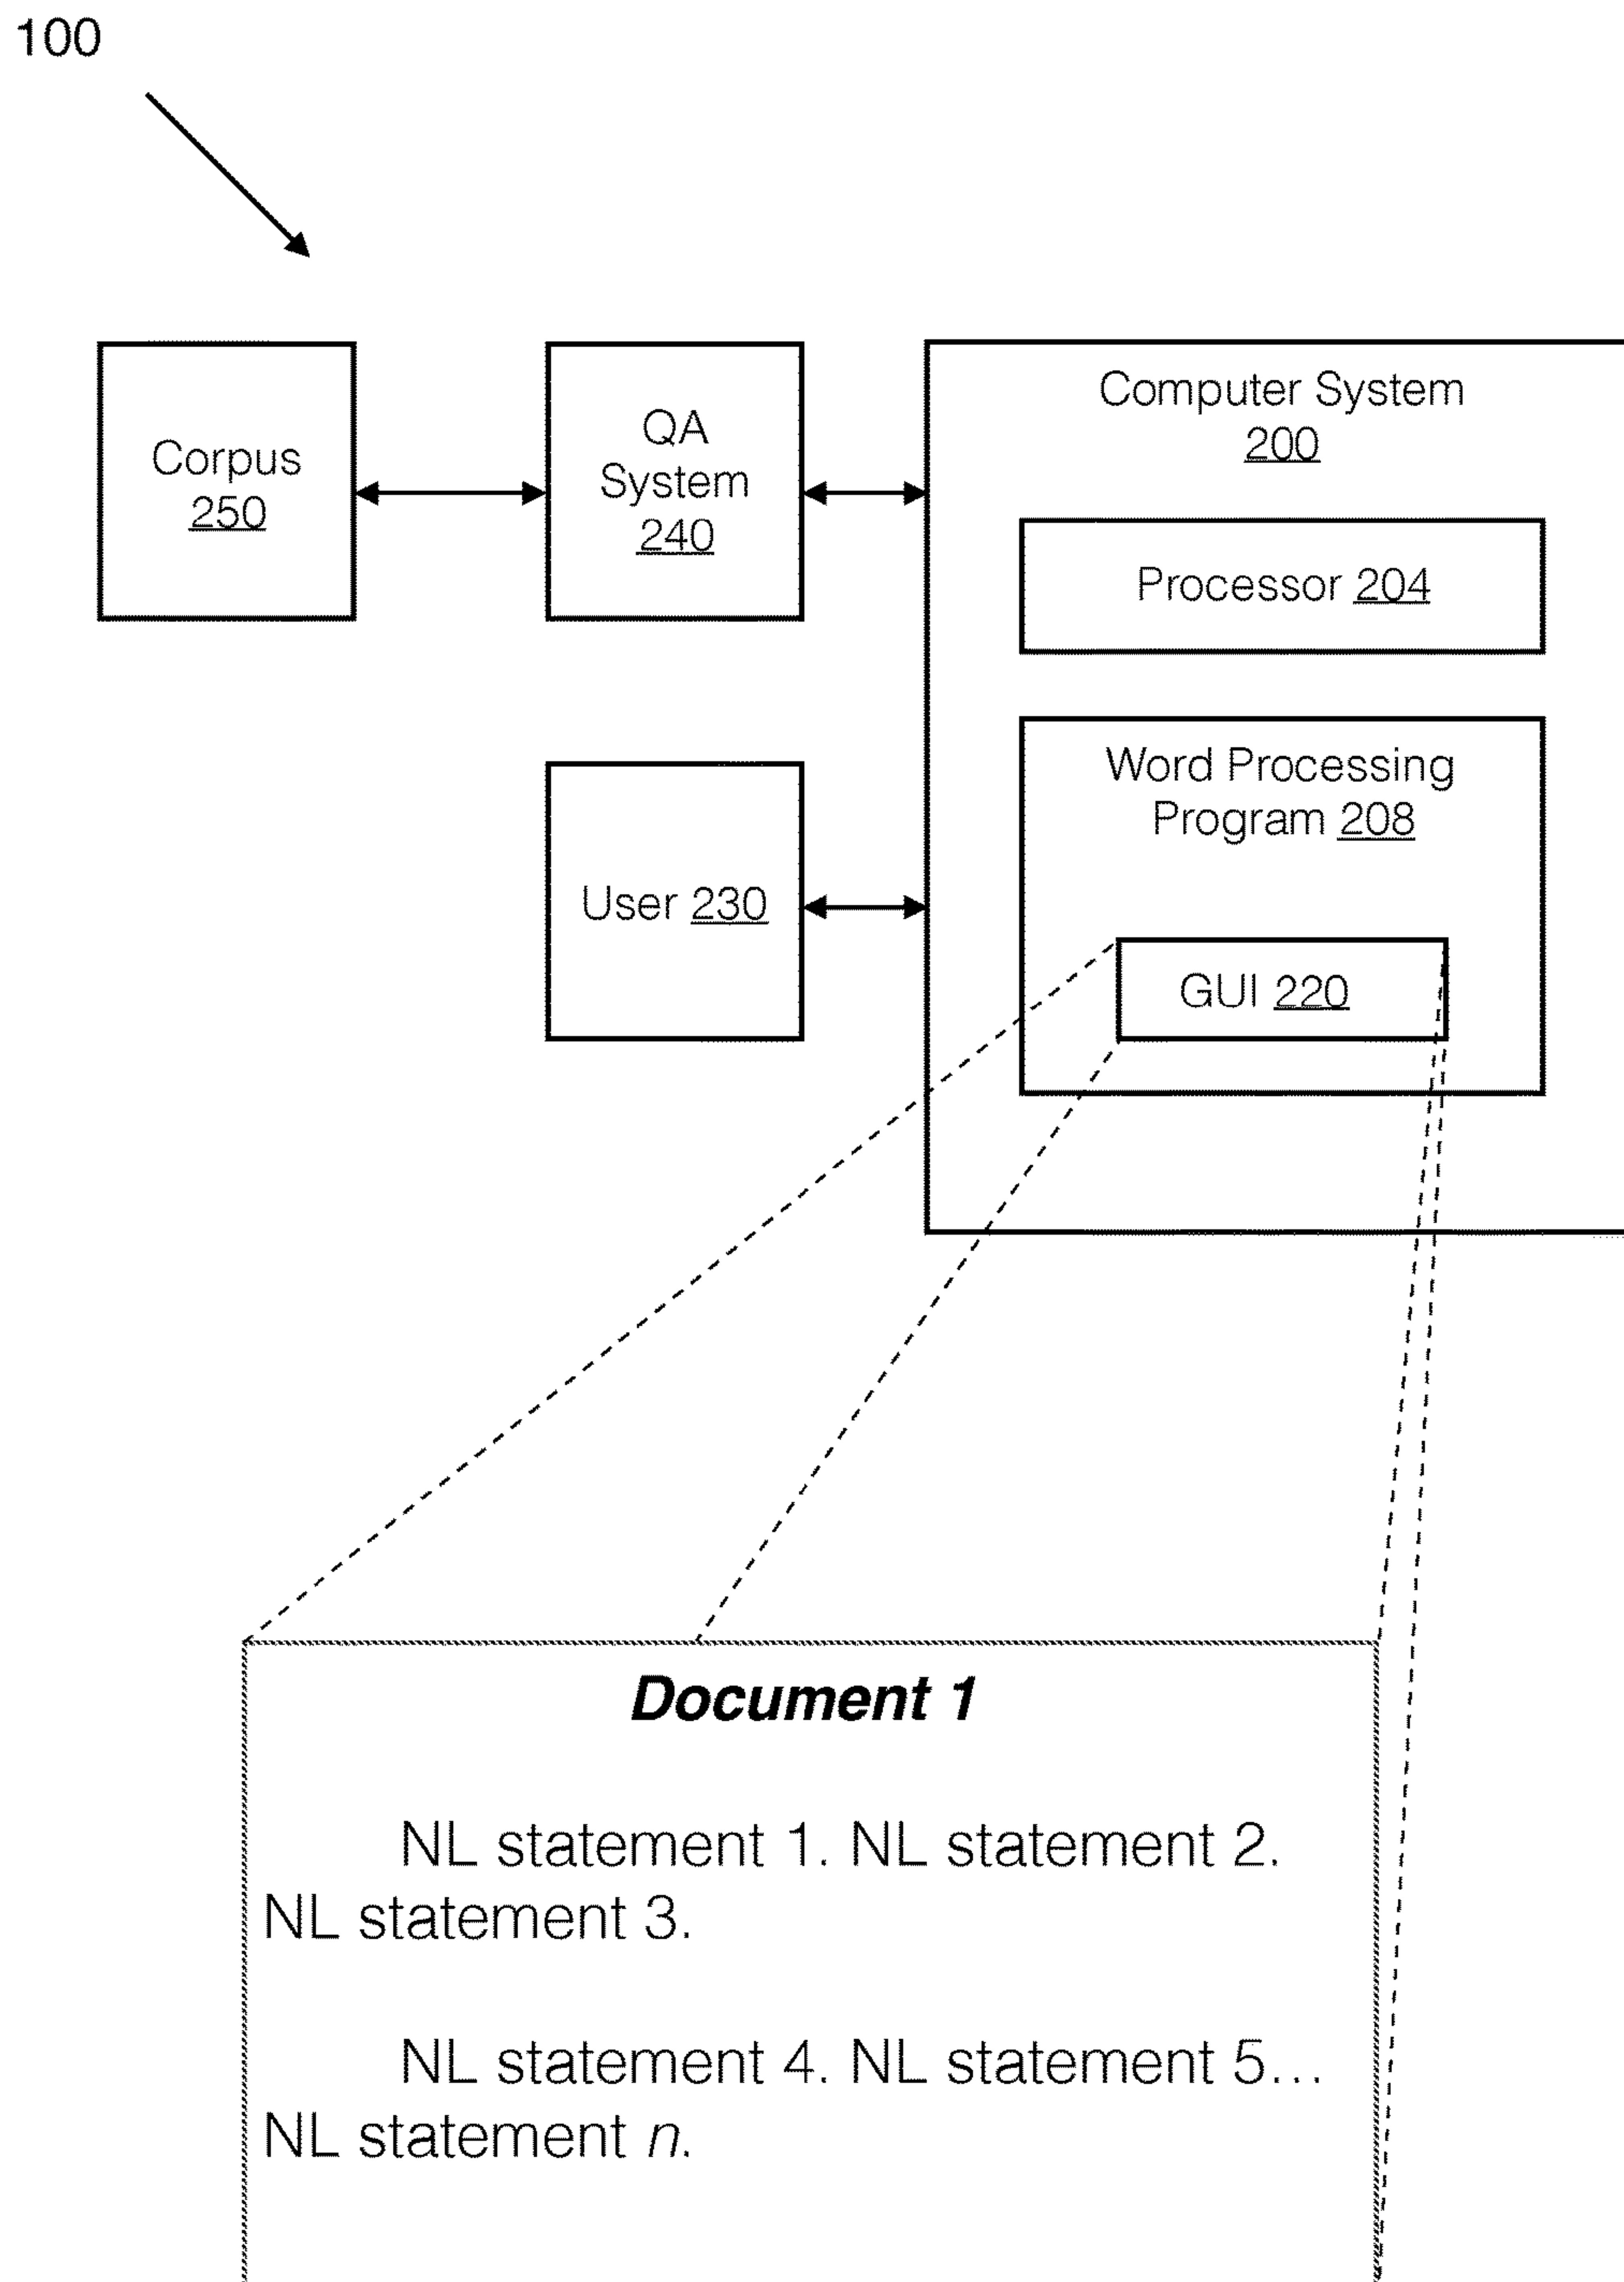 100
Corpus
250
QA
System
240
Computer System
200
Processor 204
Word Processing
Program 208
GUI 220
User 230
Document 1
NL statement 1. NL statement 2.
NL statement 3.
NL statement 4. NL statement 5...
NL statement n.